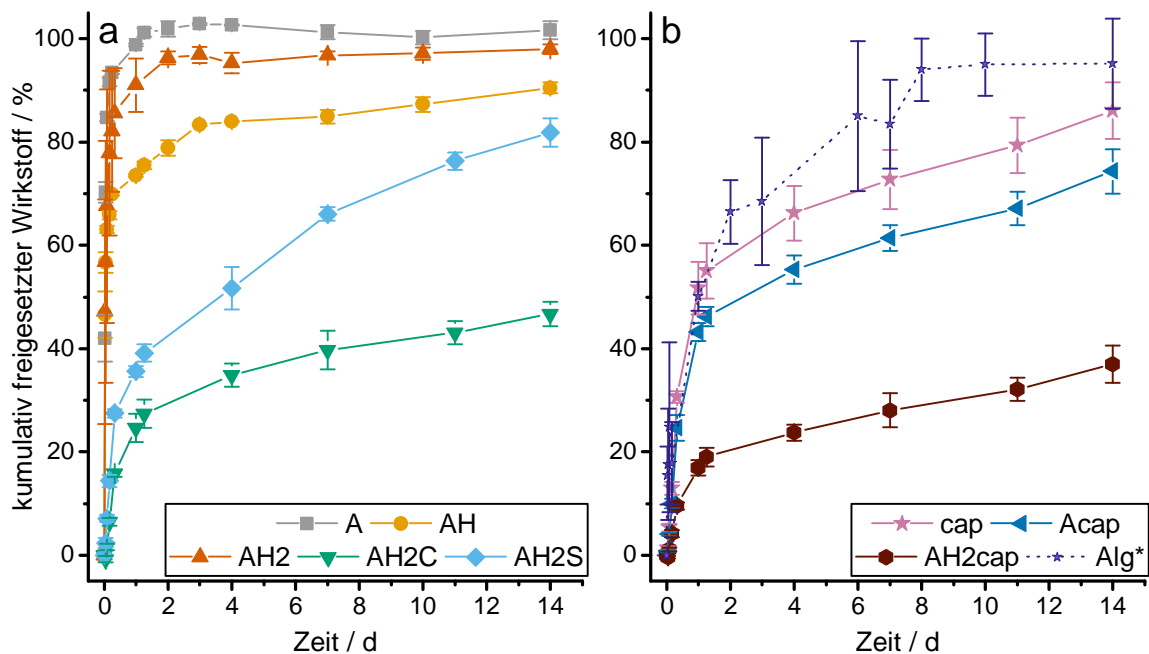 a
b
kumulativ freigesetzter Wirkstoff / %
100
80
60
40
20
0
A AH
AH2 AH2C AH2S
0 2 4 6 8 10 12 14
Zeit / d
100
80
60
40
20
0
cap Acap
AH2cap Alg*
0 2 4 6 8 10 12 14
Zeit / d